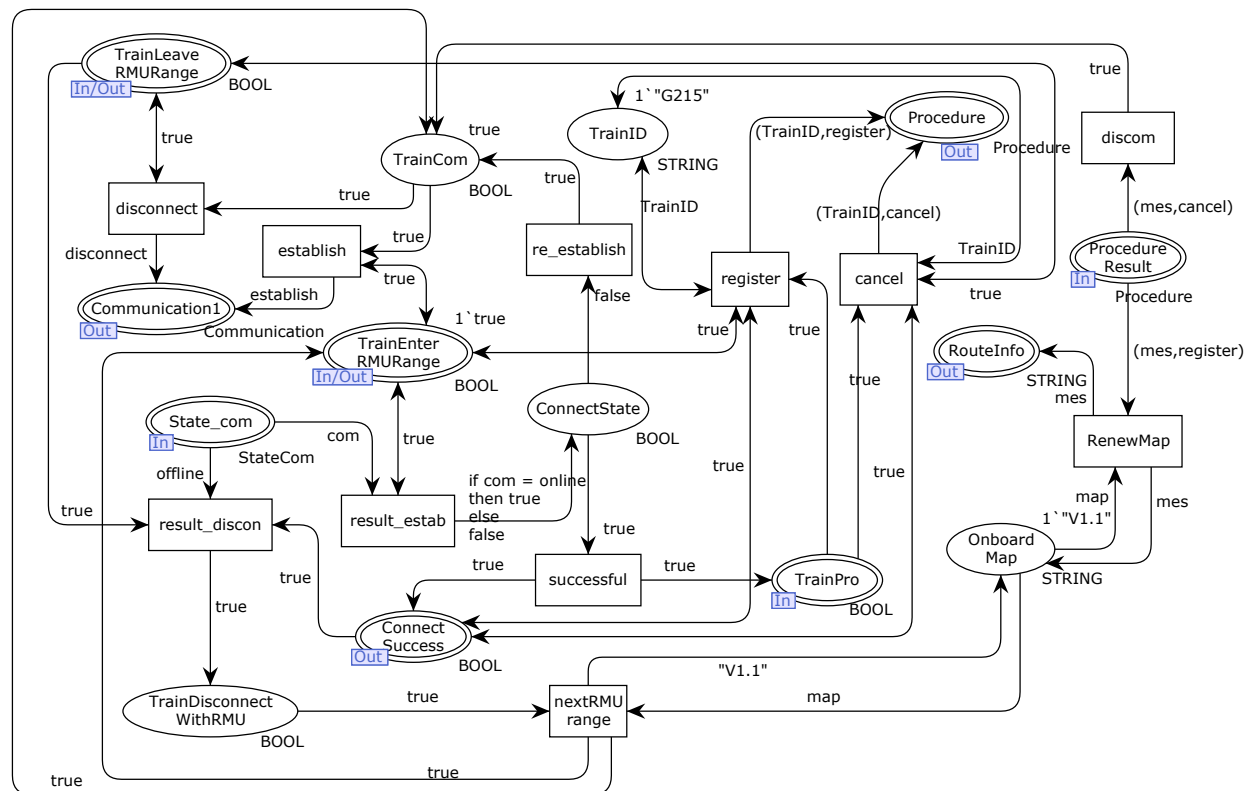 TrainLeave
RMURange
In/Out
BOOL
true
1`"G215"
TrainID
STRING
TrainID
(TrainID,register)
Procedure
Out
Procedure
(TrainID,cancel)
true
discom
true
TrainCom
BOOL
true
true
disconnect
true
disconnect
establish
true
establish
re_establish
false
register
cancel
TrainID
true
(mes,cancel)
Procedure
Result
In
Procedure
Communication1
Out
Communication
1`true
TrainEnter
RMURange
In/Out
BOOL
true
true
true
true
RouteInfo
Out
STRING
mes
(mes,register)
ConnectState
BOOL
State_com
In
StateCom
com
offline
true
true
true
RenewMap
result_discon
true
result_estab
if com = online
then true
else
false
true
map
1`"V1.1"
mes
Onboard
Map
STRING
true
true
successful
true
TrainPro
In
BOOL
true
Connect
Success
Out
BOOL
"V1.1"
TrainDisconnect
WithRMU
BOOL
true
nextRMU
range
map
true
true